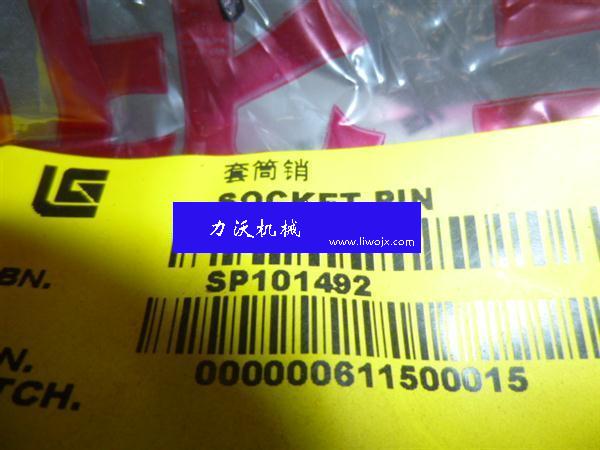 套筒销
SOCKET PIN
力沃机械
www.liwojx.com
BN.
SP101492
N.
TCH.
000000611500015